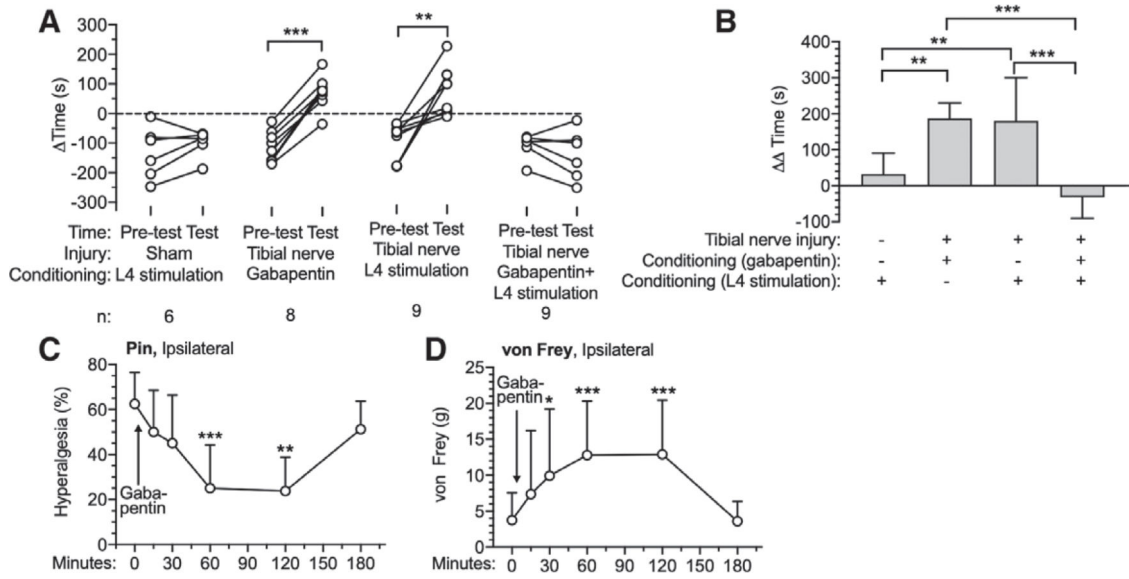 A
300
200
100
0
-100
-200
-300
ΔTime (s)
***
**
Time: Pre-test Test Pre-test Test Pre-test Test Pre-test Test
Injury: Sham Tibial nerve Tibial nerve Tibial nerve
Conditioning: L4 stimulation Gabapentin L4 stimulation Gabapentin+
L4 stimulation
n: 6 8 9 9
B
***
**
** ***
400
300
200
100
0
-100
ΔΔ Time (s)
Tibial nerve injury: - + + +
Conditioning (gabapentin): - + - +
Conditioning (L4 stimulation): + - + +
C Pin, Ipsilateral
80
60
40
20
0
Hyperalgesia (%)
Gaba-
pentin
***
**
Minutes: 0 30 60 90 120 150 180
D von Frey, Ipsilateral
25
20
15
10
5
0
von Frey (g)
Gaba-
pentin
*
***
***
Minutes: 0 30 60 90 120 150 180